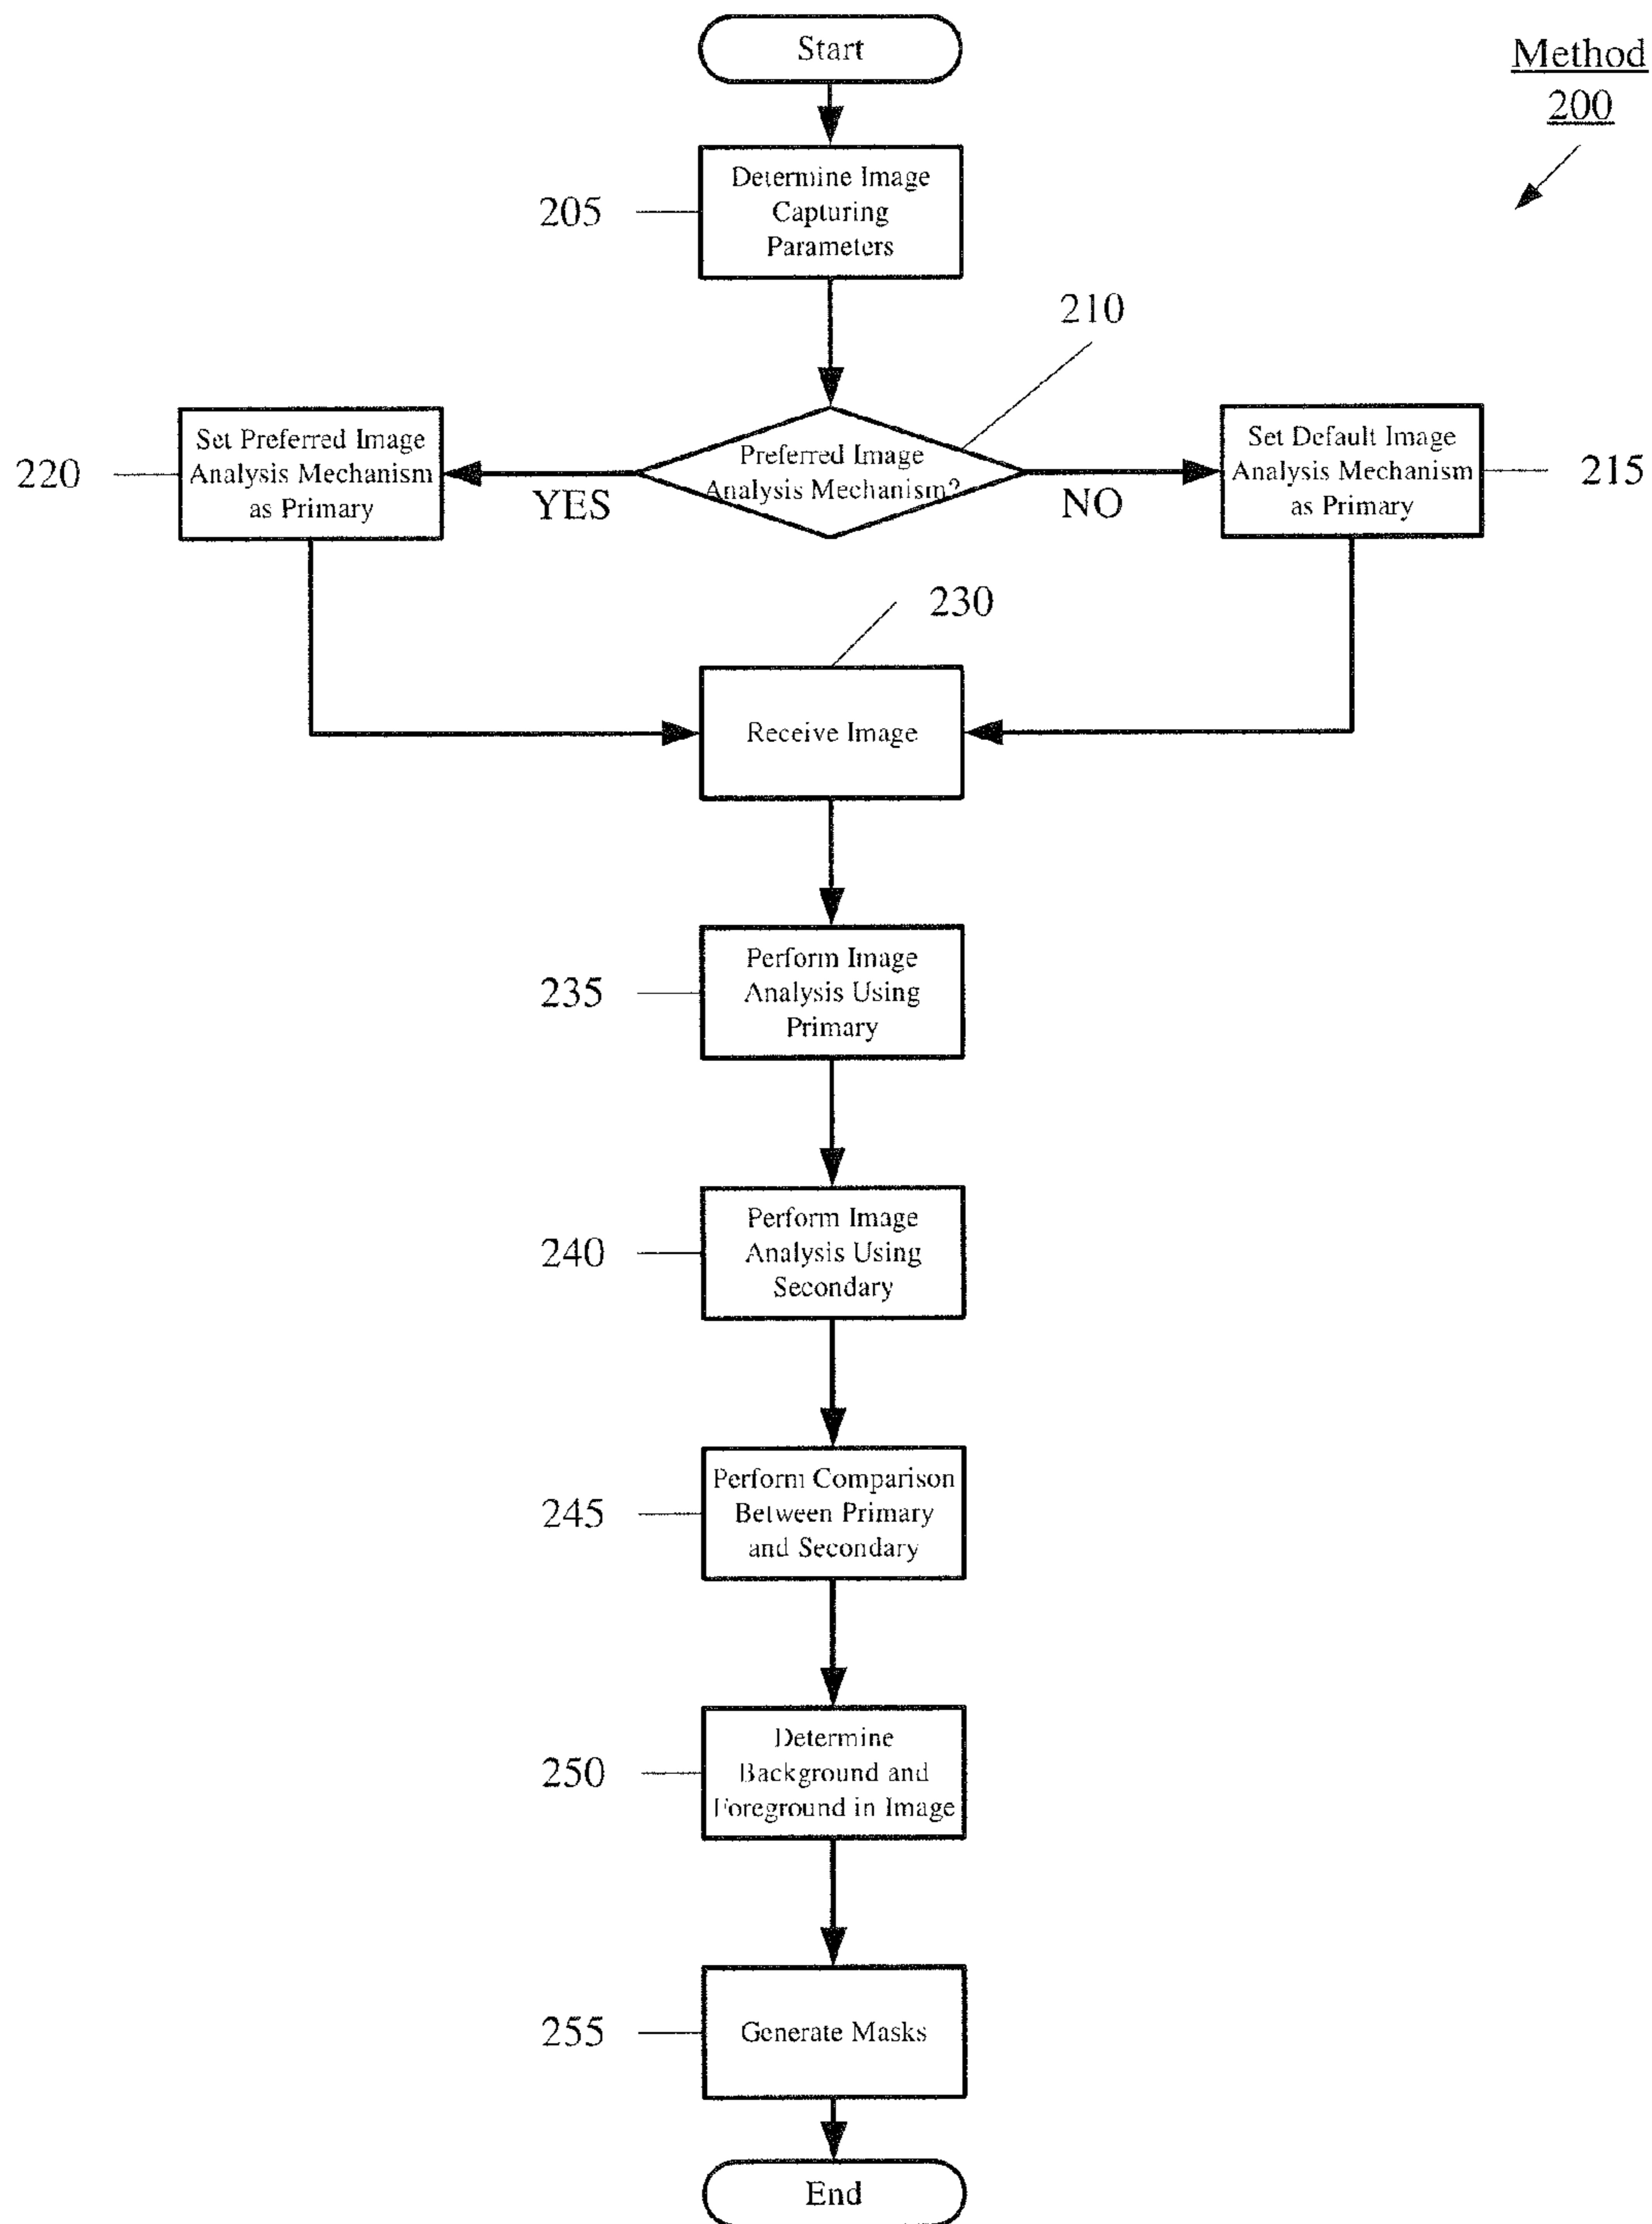 Start
Method
200
205
Determine Image
Capturing
Parameters
210
220
Set Preferred Image
Analysis Mechanism
as Primary
YES
Preferred Image
Analysis Mechanism?
NO
Set Default Image
Analysis Mechanism
as Primary
215
230
Receive Image
235
Perform Image
Analysis Using
Primary
240
Perform Image
Analysis Using
Secondary
245
Perform Comparison
Between Primary
and Secondary
250
Determine
Background and
Foreground in Image
255
Generate Masks
End